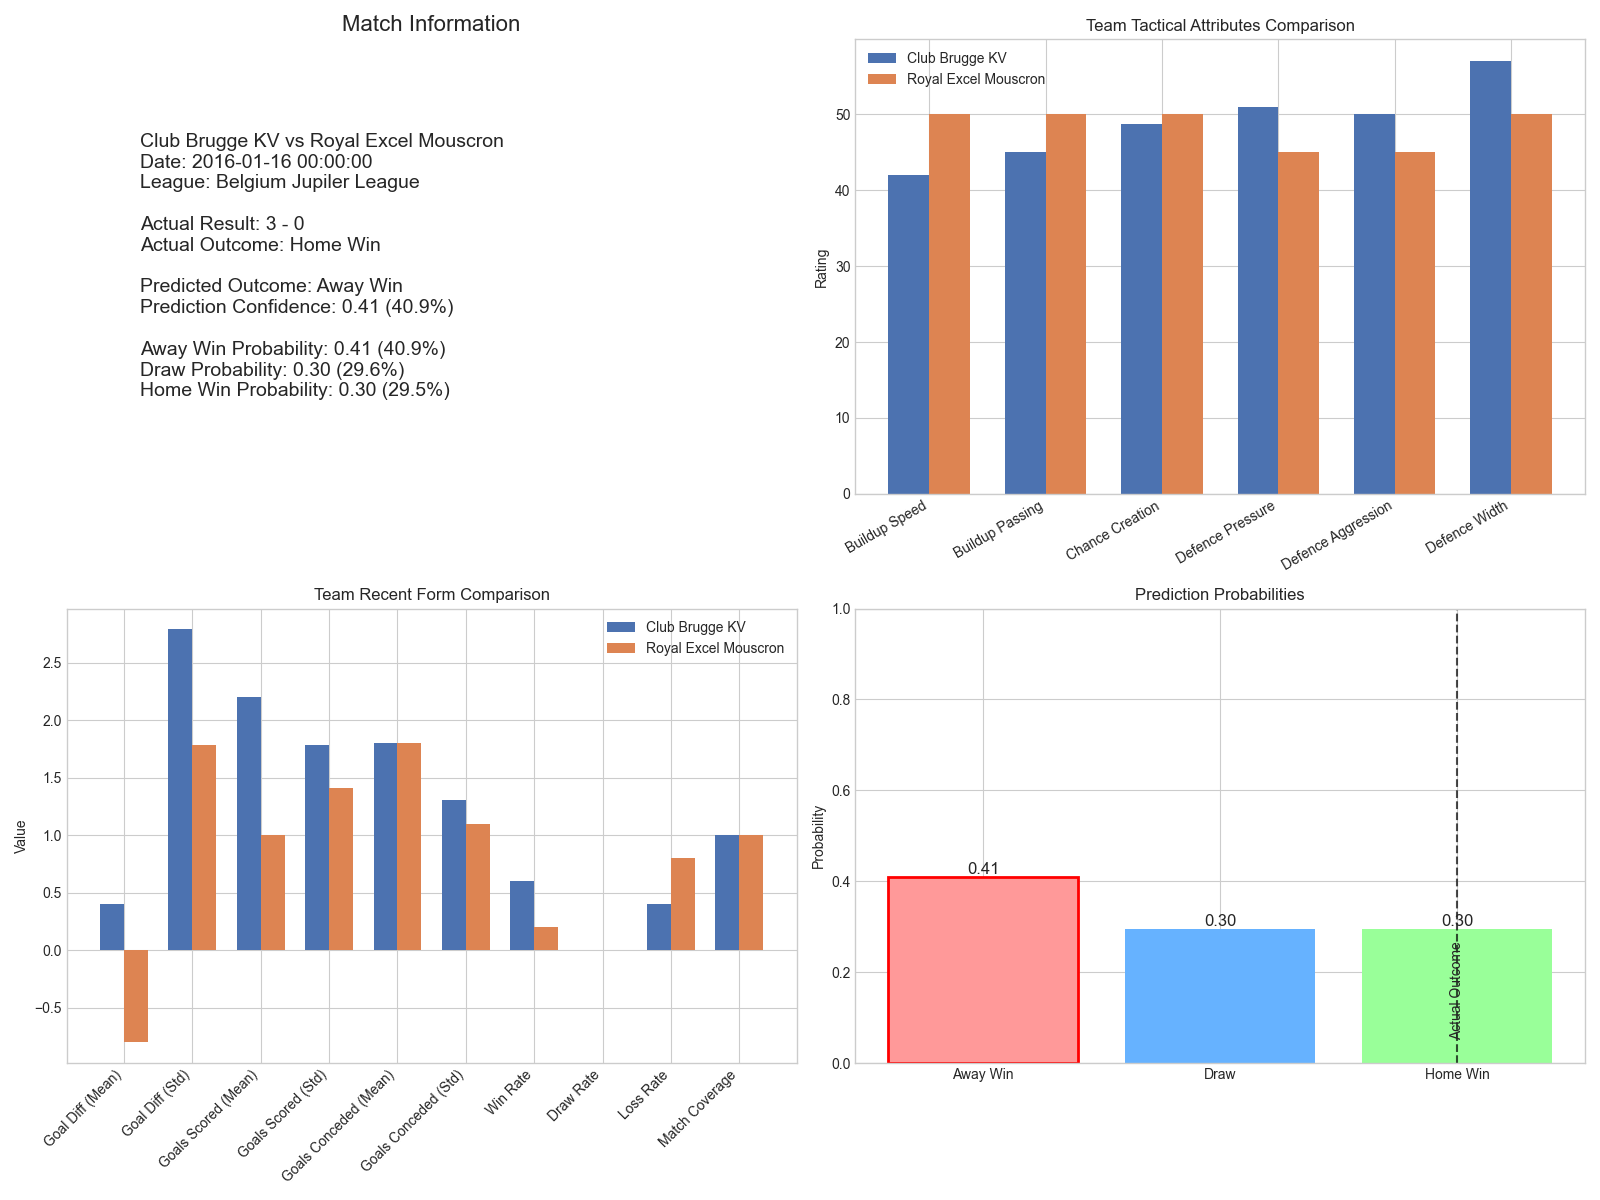 Match Information
Club Brugge KV vs Royal Excel Mouscron
Date: 2016-01-16 00:00:00
League: Belgium Jupiler League
Actual Result: 3 - 0
Actual Outcome: Home Win
Predicted Outcome: Away Win
Prediction Confidence: 0.41 (40.9%)
Away Win Probability: 0.41 (40.9%)
Draw Probability: 0.30 (29.6%)
Home Win Probability: 0.30 (29.5%)
Team Tactical Attributes Comparison
Club Brugge KV
Royal Excel Mouscron
Rating
50
40
30
20
10
0
Buildup Speed
Buildup Passing
Chance Creation
Defence Pressure
Defence Aggression
Defence Width
Team Recent Form Comparison
Club Brugge KV
Royal Excel Mouscron
Value
2.5
2.0
1.5
1.0
0.5
0.0
−0.5
Goal Diff (Mean)
Goal Diff (Std)
Goals Scored (Mean)
Goals Scored (Std)
Goals Conceded (Mean)
Goals Conceded (Std)
Win Rate
Draw Rate
Loss Rate
Match Coverage
Prediction Probabilities
Probability
1.0
0.8
0.6
0.4
0.2
0.0
0.41
0.30
0.30
Actual Outcome
Away Win
Draw
Home Win